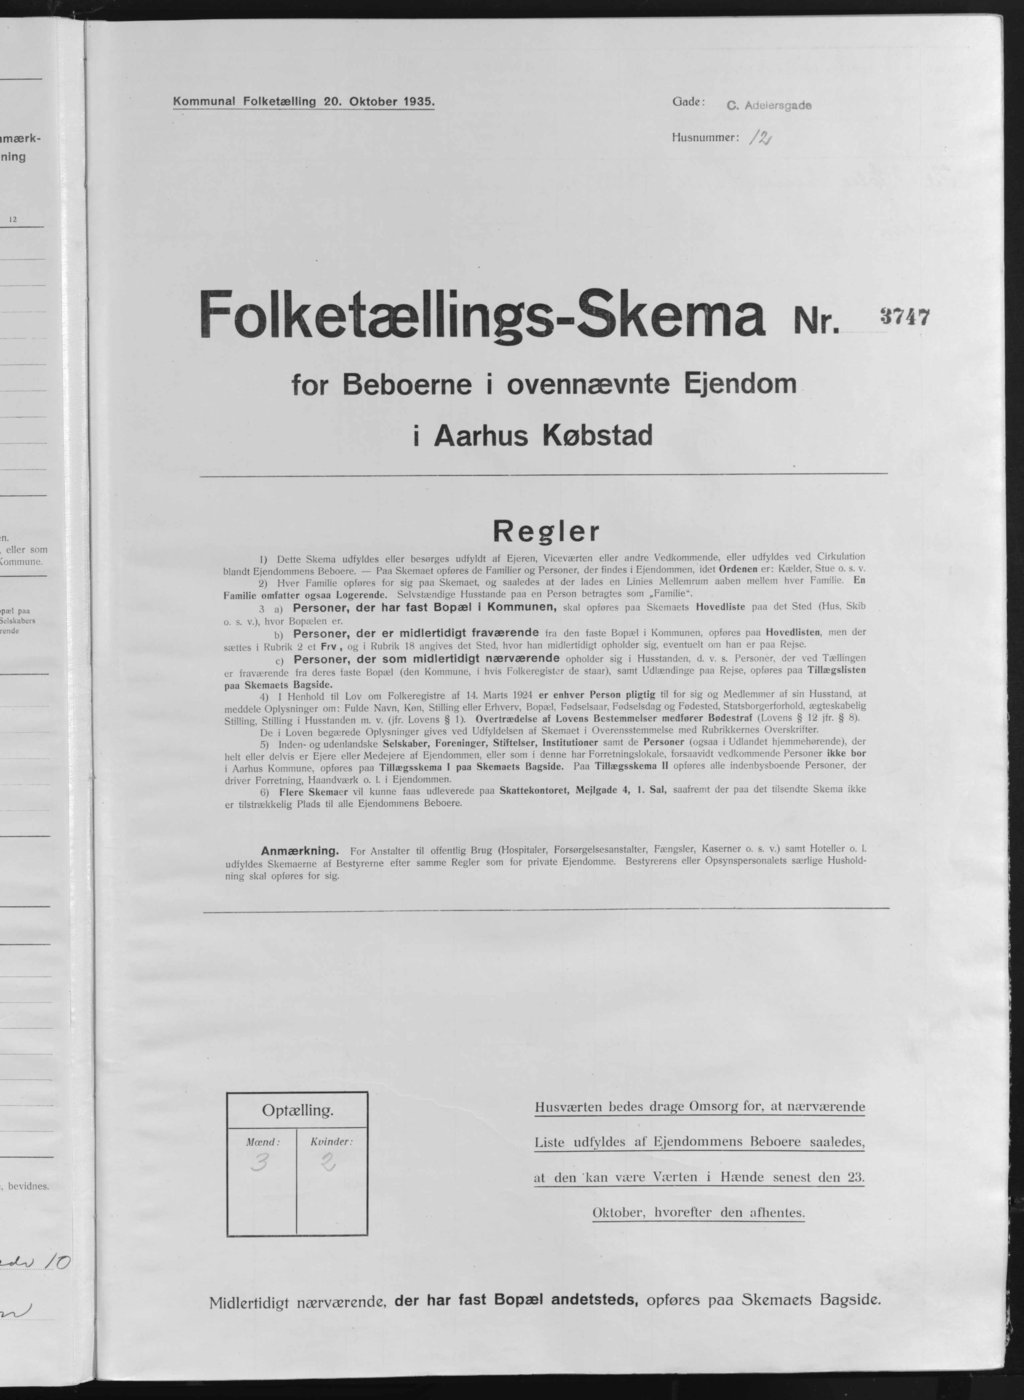 mærk-
ning
12
en.
, eller som
Kommune.
opæl paa
Selskabers
rende
, bevidnes.
10
Kommunal Folketælling 20. Oktober 1935.
Gade: C. Adelersgade
Husnummer: 12
Folketællings-Skema Nr. 3747
for Beboerne i ovennævnte Ejendom
i Aarhus Købstad
Regler
1) Dette Skema udfyldes eller besørges udfyldt af Ejeren, Viceværten eller andre Vedkommende, eller udfyldes ved Cirkulation
blandt Ejendommens Beboere. — Paa Skemaet opføres de Familier og Personer, der findes i Ejendommen, idet Ordenen er: Kælder, Stue o. s. v.
2) Hver Familie opføres for sig paa Skemaet, og saaledes at der lades en Linies Mellemrum aaben mellem hver Familie. En
Familie omfatter ogsaa Logerende. Selvstændige Husstande paa en Person betragtes som „Familie“.
3 a) Personer, der har fast Bopæl i Kommunen, skal opføres paa Skemaets Hovedliste paa det Sted (Hus, Skib
o. s. v.), hvor Bopælen er.
b) Personer, der er midlertidigt fraværende fra den faste Bopæl i Kommunen, opføres paa Hovedlisten, men der
sættes i Rubrik 2 et Frv, og i Rubrik 18 angives det Sted, hvor han midlertidigt opholder sig, eventuelt om han er paa Rejse.
c) Personer, der som midlertidigt nærværende opholder sig i Husstanden, d. v. s. Personer, der ved Tællingen
er fraværende fra deres faste Bopæl (den Kommune, i hvis Folkeregister de staar), samt Udlændinge paa Rejse, opføres paa Tillægslisten
paa Skemaets Bagside.
4) I Henhold til Lov om Folkeregistre af 14. Marts 1924 er enhver Person pligtig til for sig og Medlemmer af sin Husstand, at
meddele Oplysninger om: Fulde Navn, Køn, Stilling eller Erhverv, Bopæl, Fødselsaar, Fødselsdag og Fødested, Statsborgerforhold, ægteskabelig
Stilling, Stilling i Husstanden m. v. (jfr. Lovens § 1). Overtrædelse af Lovens Bestemmelser medfører Bødestraf (Lovens § 12 jfr. § 8).
De i Loven begærede Oplysninger gives ved Udfyldelsen af Skemaet i Overensstemmelse med Rubrikkernes Overskrifter.
5) Inden- og udenlandske Selskaber, Foreninger, Stiftelser, Institutioner samt de Personer (ogsaa i Udlandet hjemmehørende), der
helt eller delvis er Ejere eller Medejere af Ejendommen, eller som i denne har Forretningslokale, forsaavidt vedkommende Personer ikke bor
i Aarhus Kommune, opføres paa Tillægsskema I paa Skemaets Bagside. Paa Tillægsskema II opføres alle indenbysboende Personer, der
driver Forretning, Haandværk o. l. i Ejendommen.
6) Flere Skemaer vil kunne faas udleverede paa Skattekontoret, Mejlgade 4, 1. Sal, saafremt der paa det tilsendte Skema ikke
er tilstrækkelig Plads til alle Ejendommens Beboere.
Anmærkning. For Anstalter til offentlig Brug (Hospitaler, Forsørgelsesanstalter, Fængsler, Kaserner o. s. v.) samt Hoteller o. l.
udfyldes Skemaerne af Bestyrerne efter samme Regler som for private Ejendomme. Bestyrerens eller Opsynspersonalets særlige Hushold-
ning skal opføres for sig.
Optælling.
Mænd: Kvinder:
3 2
Husværten bedes drage Omsorg for, at nærværende
Liste udfyldes af Ejendommens Beboere saaledes,
at den kan være Værten i Hænde senest den 23.
Oktober, hvorefter den afhentes.
Midlertidigt nærværende, der har fast Bopæl andetsteds, opføres paa Skemaets Bagside.